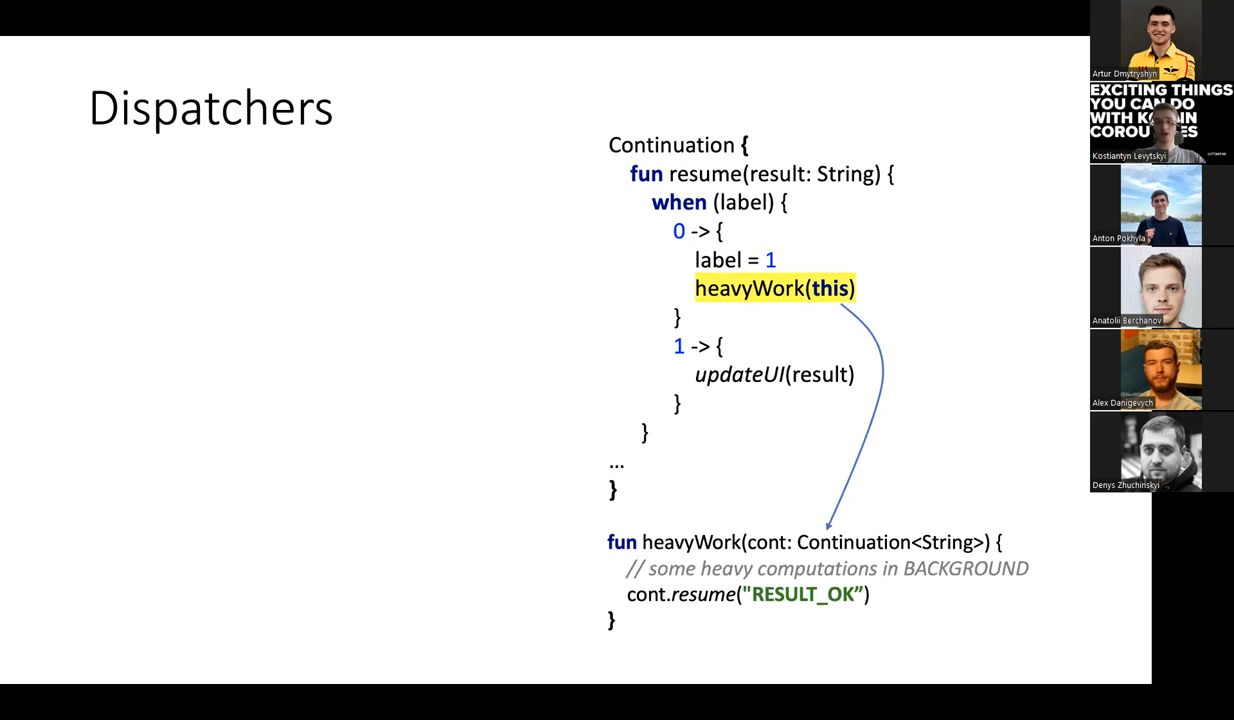 Dispatchers
Continuation {
fun resume(result: String) {
when (label) {
0 -> {
label = 1
heavyWork(this)
}
1 -> {
updateUI(result)
}
}
...
}
fun heavyWork(cont: Continuation<String>) {
// some heavy computations in BACKGROUND
cont.resume("RESULT_OK”)
}
Artur Dmytryshyn
EXCITING THINGS
YOU CAN DO
WITH
COROU ES
Kostiantyn Levytskyi
softserve
Anton Pokhyla
Anatolii Berchanov
Alex Danigevych
Denys Zhuchinskyi